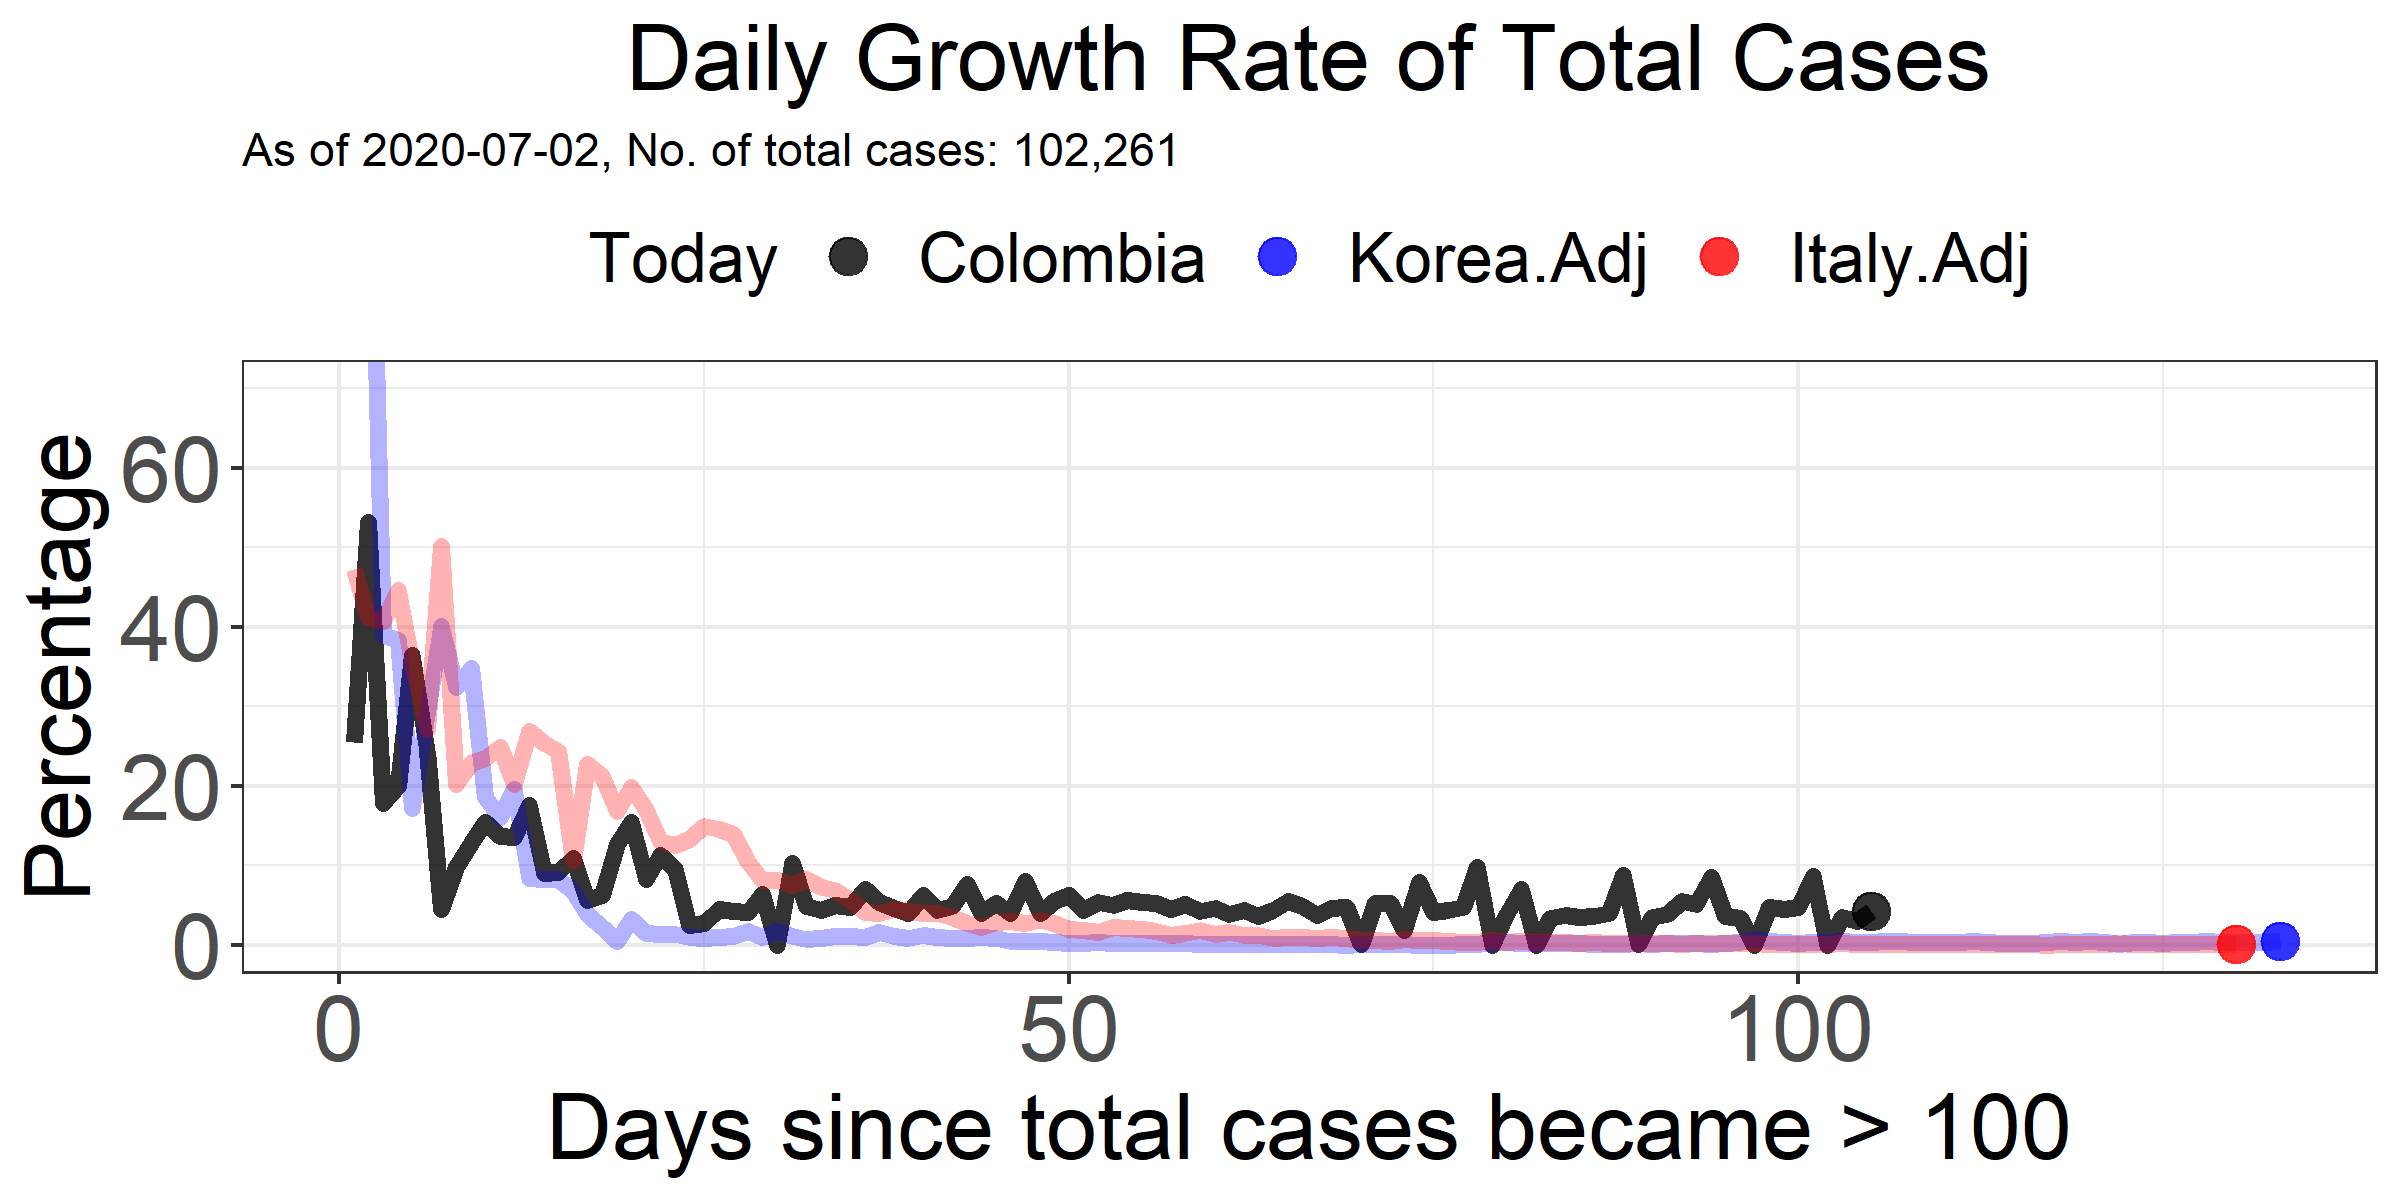 Daily Growth Rate of Total Cases
As of 2020-07-02, No. of total cases: 102,261
Today Colombia Korea.Adj Italy.Adj
Percentage
60
40
20
0
0 50 100
Days since total cases became > 100